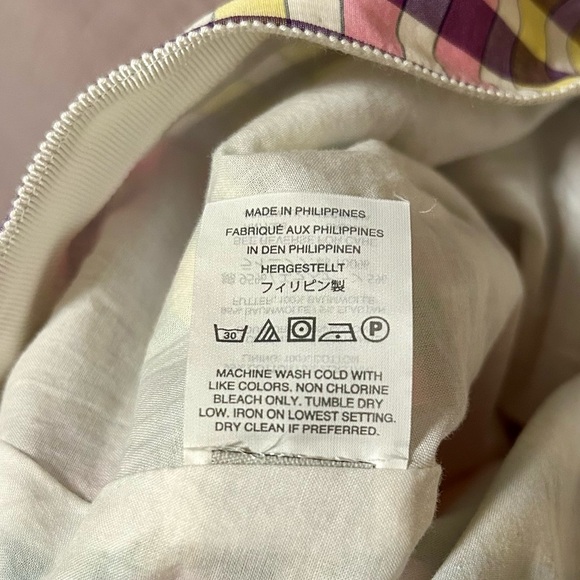 MADE IN PHILIPPINES
FABRIQUÉ AUX PHILIPPINES
IN DEN PHILIPPINEN
HERGESTELLT
フィリピン製
30 P
MACHINE WASH COLD WITH
LIKE COLORS. NON CHLORINE
BLEACH ONLY. TUMBLE DRY
LOW. IRON ON LOWEST SETTING.
DRY CLEAN IF PREFERRED.